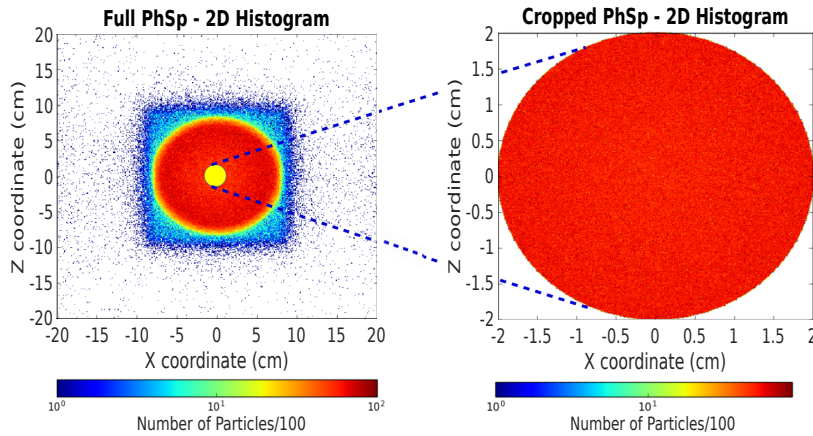 Full PhSp - 2D Histogram
20
15
10
5
0
-5
-10
-15
-20
Z coordinate (cm)
-20 -15 -10 -5 0 5 10 15 20
X coordinate (cm)
10^0 10^1 10^2
Number of Particles/100
Cropped PhSp - 2D Histogram
2
1.5
1
0.5
0
-0.5
-1
-1.5
-2
Z coordinate (cm)
-2 -1.5 -1 -0.5 0 0.5 1 1.5 2
X coordinate (cm)
10^0 10^1
Number of Particles/100